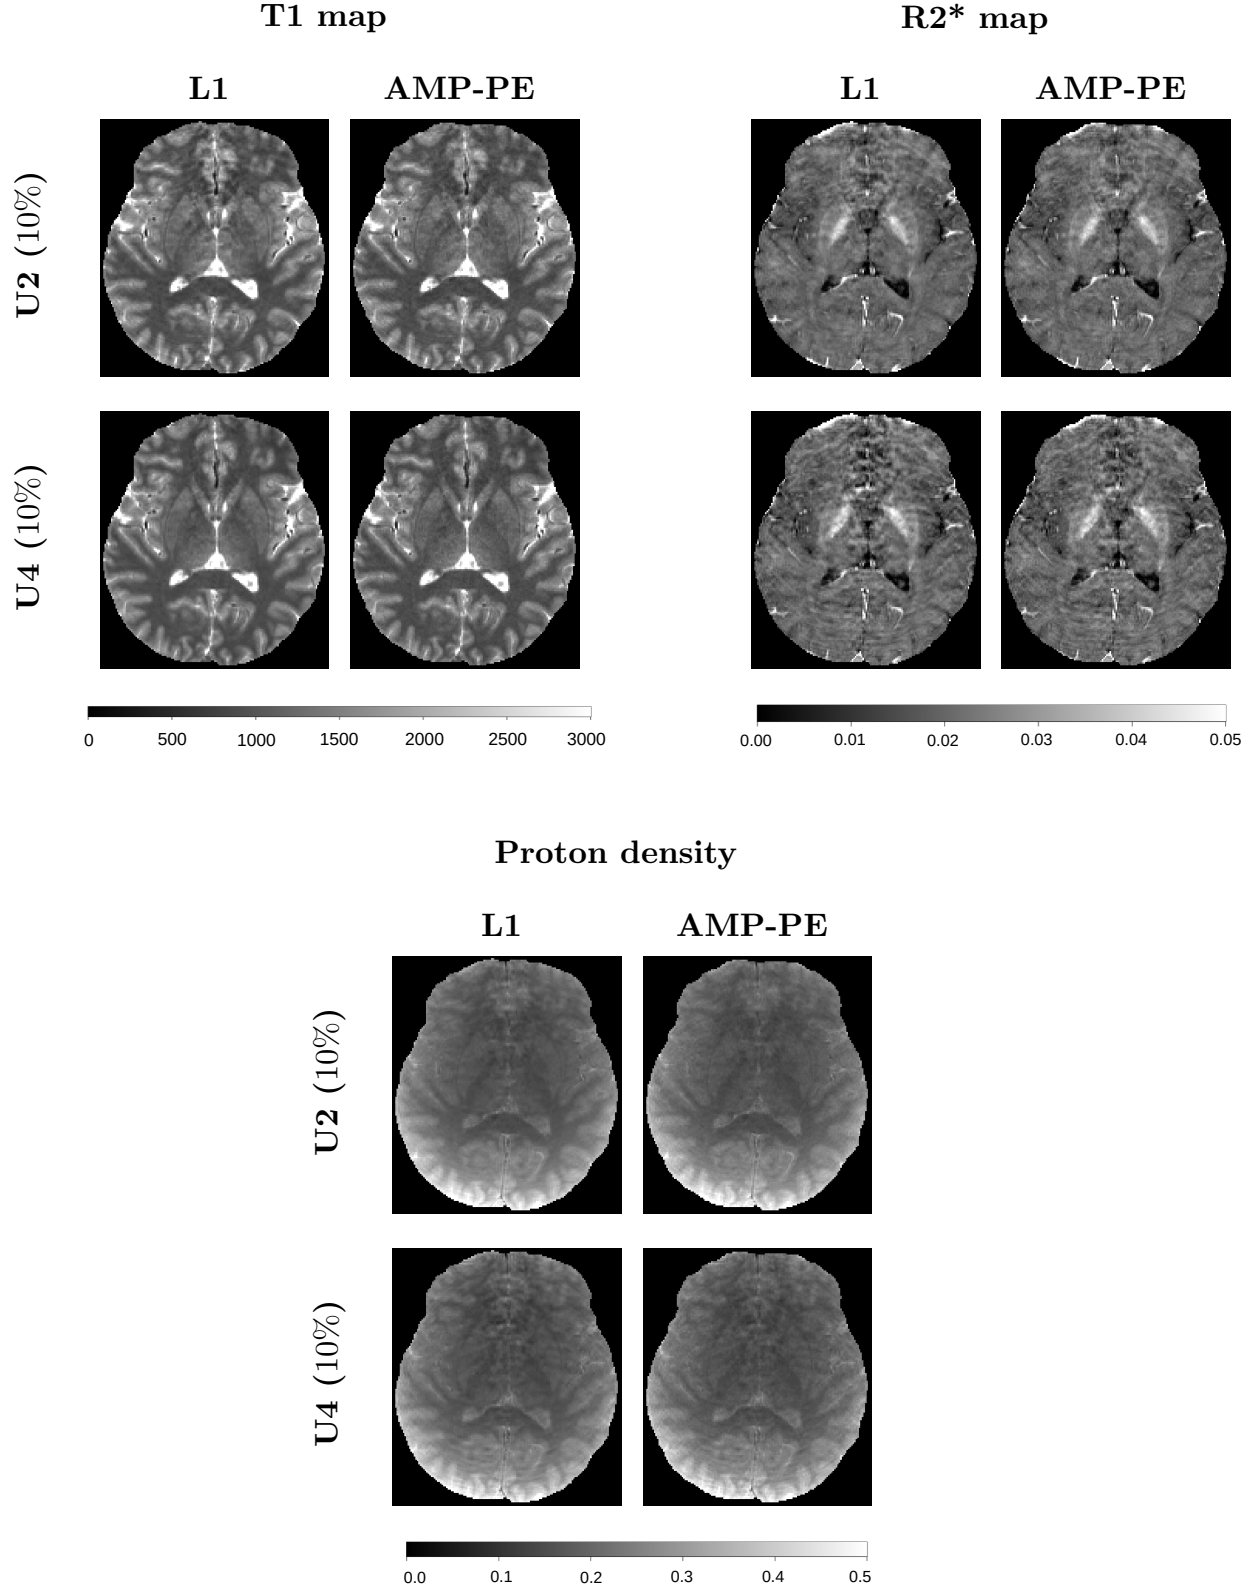 T1 map
R2* map
L1
AMP-PE
L1
AMP-PE
U2 (10%)
U4 (10%)
0 500 1000 1500 2000 2500 3000
0.00 0.01 0.02 0.03 0.04 0.05
Proton density
L1
AMP-PE
U2 (10%)
U4 (10%)
0.0 0.1 0.2 0.3 0.4 0.5